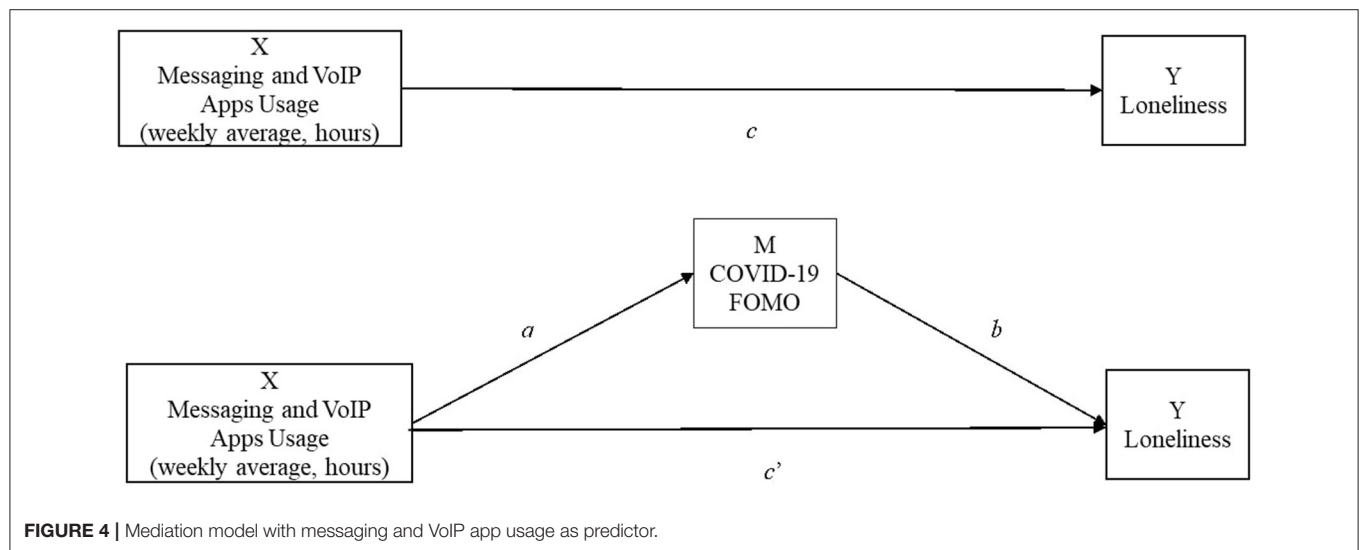 X
Messaging and VoIP
Apps Usage
(weekly average, hours)
Y
Loneliness
c
M
COVID-19
FOMO
a
b
X
Messaging and VoIP
Apps Usage
(weekly average, hours)
Y
Loneliness
c’
FIGURE 4 | Mediation model with messaging and VoIP app usage as predictor.